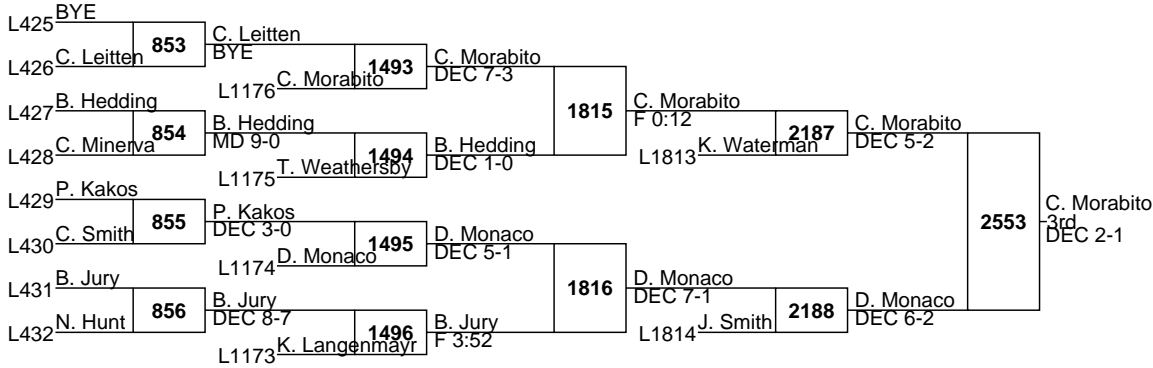 L425 BYE
853
L426 C. Leitten
C. Leitten
BYE
1493
L1176 C. Morabito
C. Morabito
DEC 7-3
L427 B. Hedding
854
L428 C. Minerva
B. Hedding
MD 9-0
1494
L1175 T. Weathersby
B. Hedding
DEC 1-0
1815
C. Morabito
F 0:12
2187
L1813 K. Waterman
C. Morabito
DEC 5-2
L429 P. Kakos
855
L430 C. Smith
P. Kakos
DEC 3-0
1495
L1174 D. Monaco
D. Monaco
DEC 5-1
L431 B. Jury
856
L432 N. Hunt
B. Jury
DEC 8-7
1496
L1173 K. Langenmayr
B. Jury
F 3:52
1816
D. Monaco
DEC 7-1
2188
L1814 J. Smith
D. Monaco
DEC 6-2
2553
C. Morabito
3rd
DEC 2-1